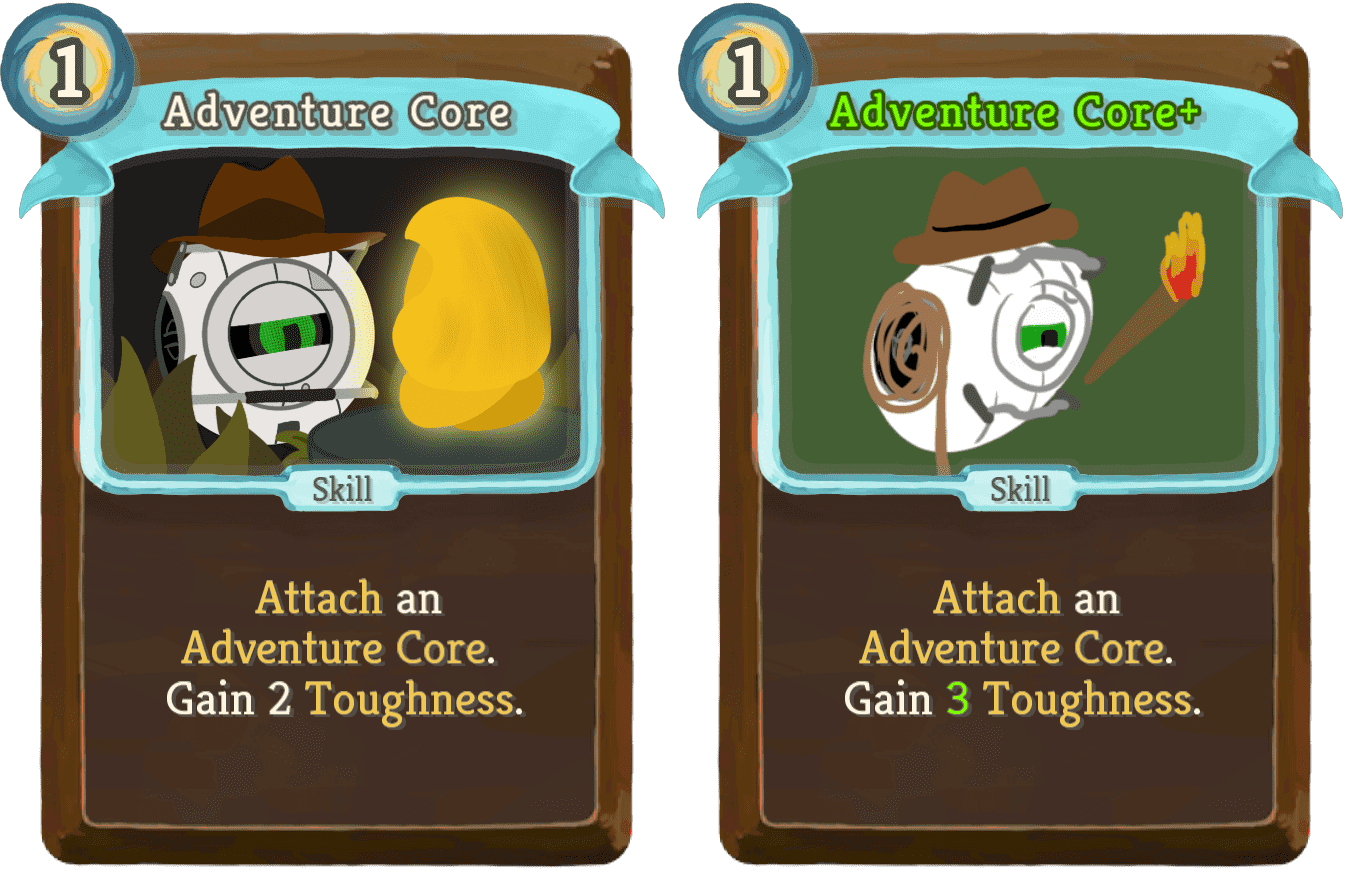 1
Adventure Core
Skill
Attach an
Adventure Core.
Gain 2 Toughness.
1
Adventure Core+
Skill
Attach an
Adventure Core.
Gain 3 Toughness.